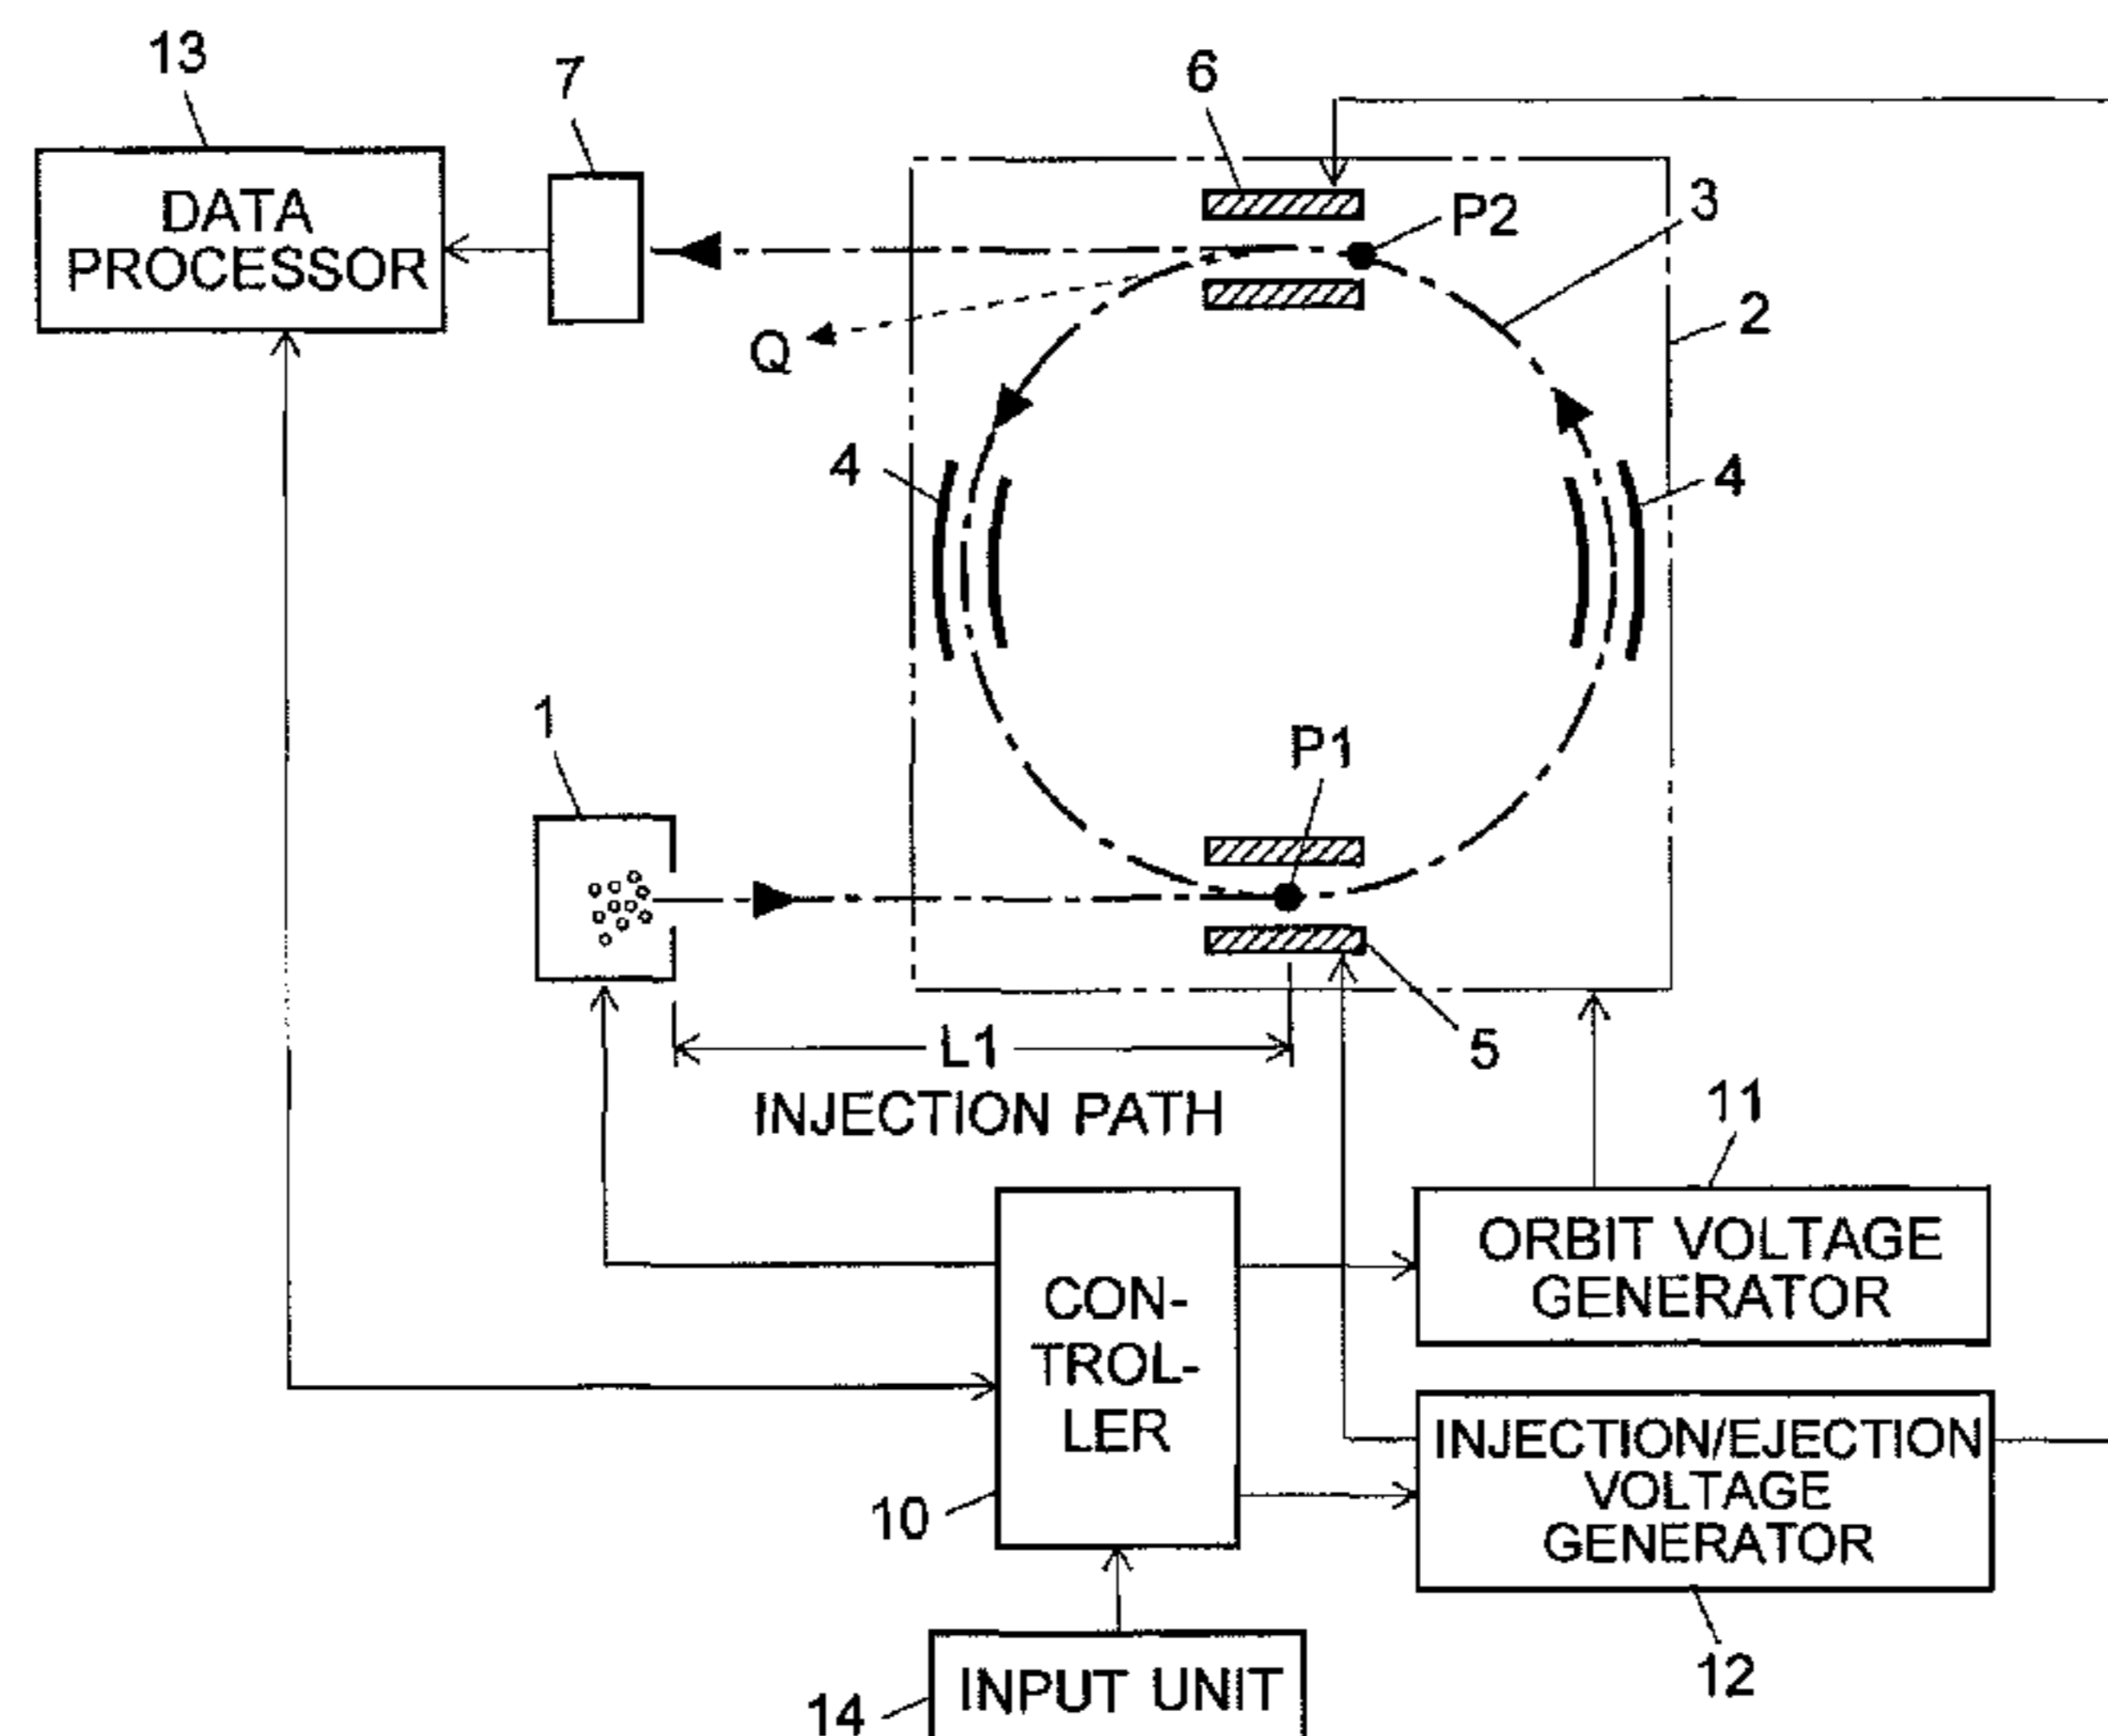 13
7
6
DATA
PROCESSOR
P2
3
2
Q
4
4
1
P1
5
L1
INJECTION PATH
11
ORBIT VOLTAGE
GENERATOR
CON-
TROL-
LER
10
INJECTION/EJECTION
VOLTAGE
GENERATOR
12
INPUT UNIT
14